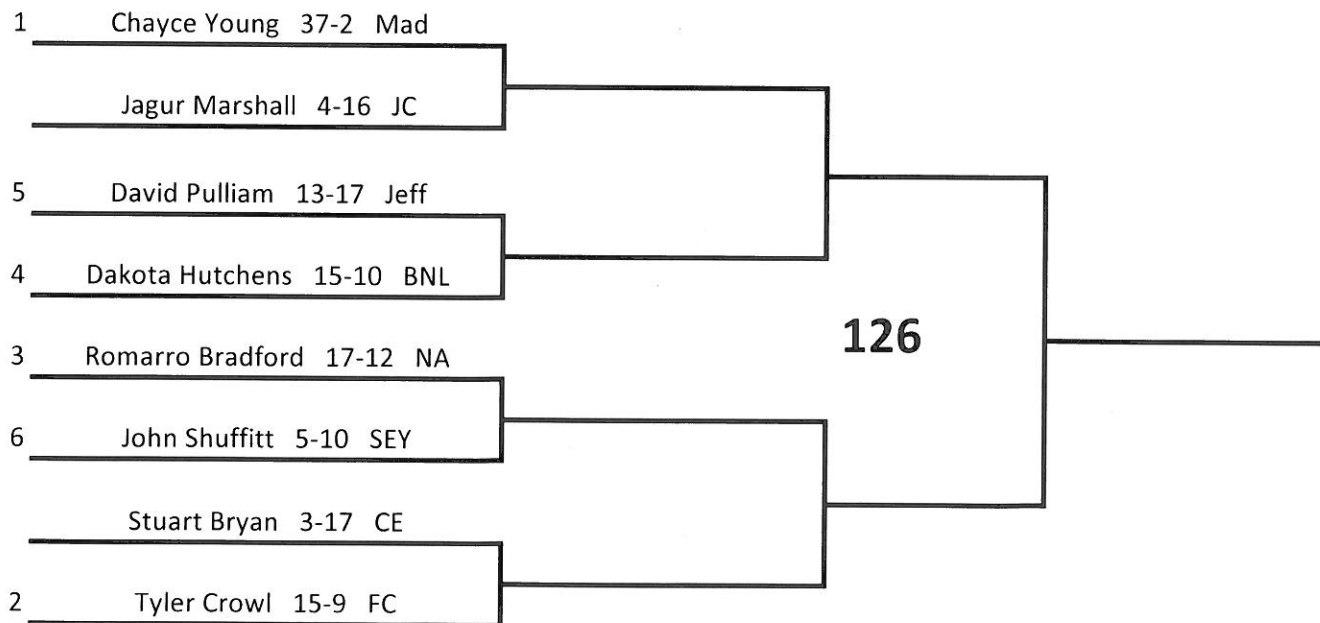 1 Chayce Young 37-2 Mad
Jagur Marshall 4-16 JC
5 David Pulliam 13-17 Jeff
4 Dakota Hutchens 15-10 BNL
126
3 Romarro Bradford 17-12 NA
6 John Shuffitt 5-10 SEY
Stuart Bryan 3-17 CE
2 Tyler Crowl 15-9 FC